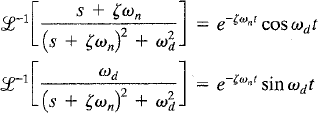 ℒ⁻¹[ (s + ζωₙ) / ((s + ζωₙ)² + ω_d²) ] = e^(−ζωₙt) cos ω_d t
ℒ⁻¹[ ω_d / ((s + ζωₙ)² + ω_d²) ] = e^(−ζωₙt) sin ω_d t